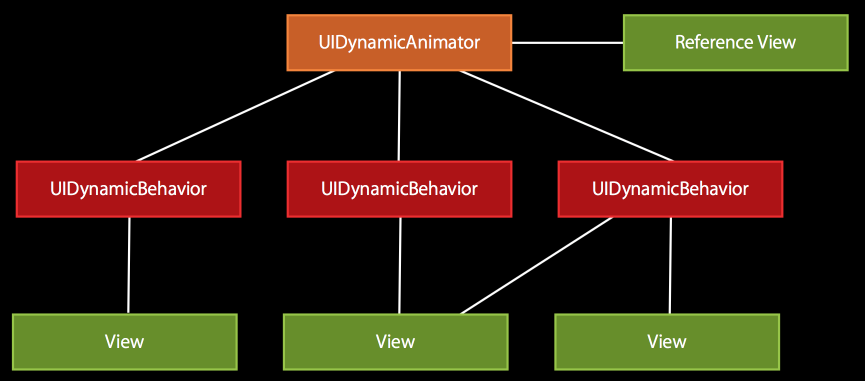 UIDynamicAnimator
Reference View
UIDynamicBehavior
UIDynamicBehavior
UIDynamicBehavior
View
View
View